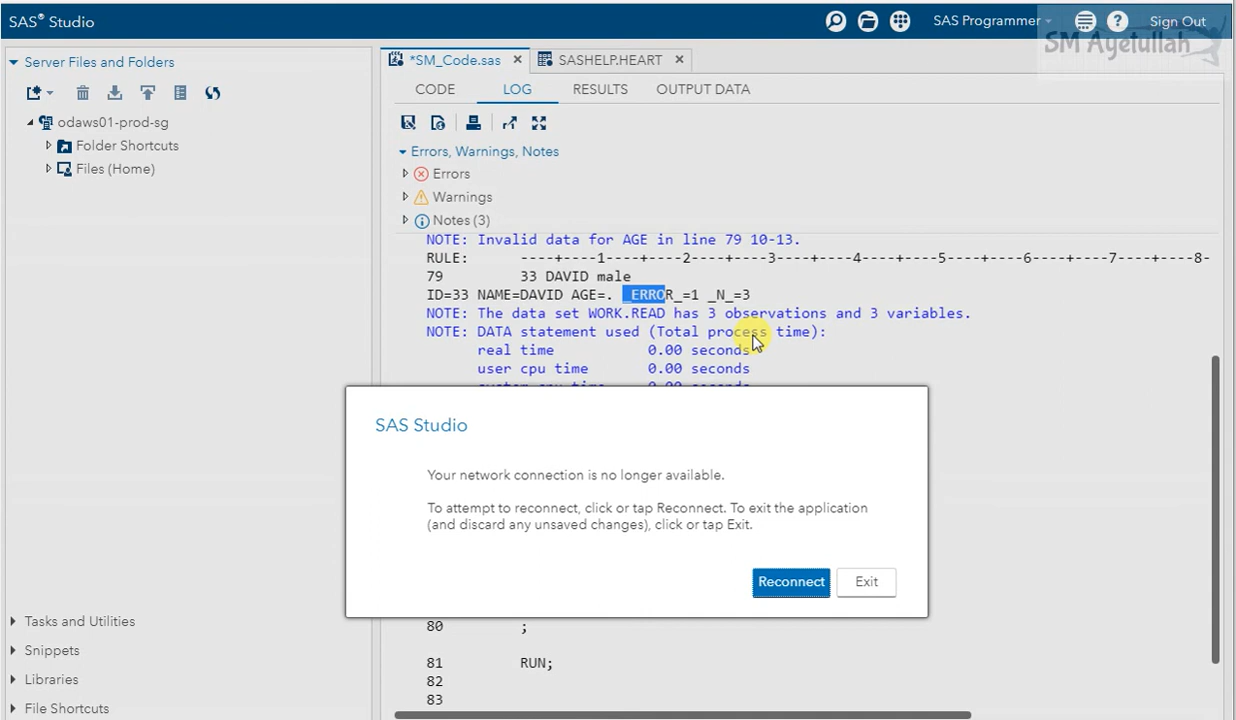 SAS® Studio
SAS Programmer
Sign Out
SM Ayetullah
Server Files and Folders
odaws01-prod-sg
Folder Shortcuts
Files (Home)
Tasks and Utilities
Snippets
Libraries
File Shortcuts
*SM_Code.sas
SASHELP.HEART
CODE LOG RESULTS OUTPUT DATA
Errors, Warnings, Notes
Errors
Warnings
Notes (3)
NOTE: Invalid data for AGE in line 79 10-13.
RULE: ----+----1----+----2----+----3----+----4----+----5----+----6----+----7----+----8-
79 33 DAVID male
ID=33 NAME=DAVID AGE=. _ERROR_=1 _N_=3
NOTE: The data set WORK.READ has 3 observations and 3 variables.
NOTE: DATA statement used (Total process time):
real time 0.00 seconds
user cpu time 0.00 seconds
system cpu time 0.00 seconds
SAS Studio
Your network connection is no longer available.
To attempt to reconnect, click or tap Reconnect. To exit the application
(and discard any unsaved changes), click or tap Exit.
Reconnect Exit
80 ;
81 RUN;
82
83